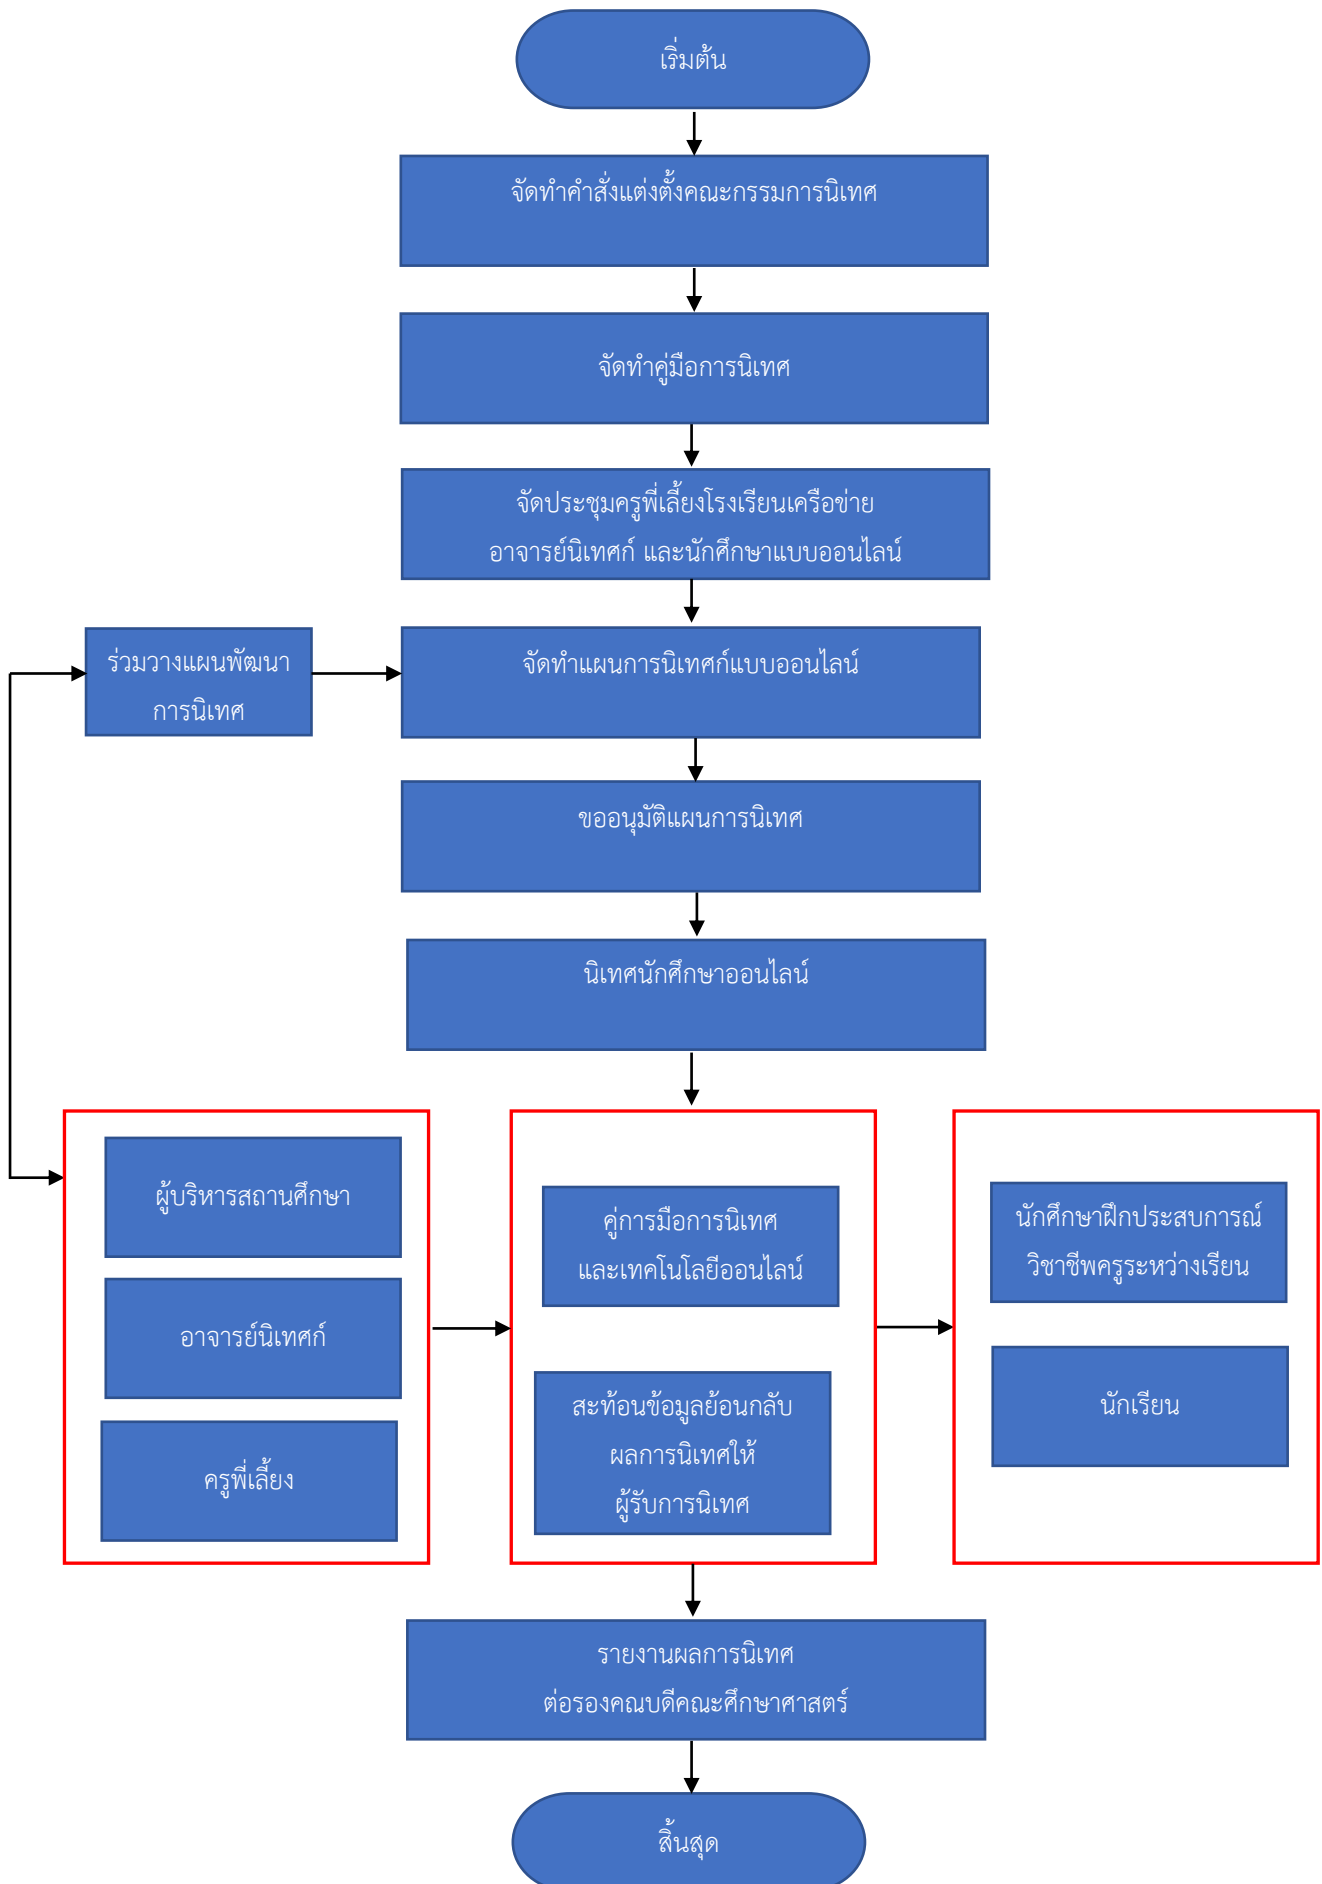 เริ่มต้น
จัดทำคำสั่งแต่งตั้งคณะกรรมการนิเทศ
จัดทำคู่มือการนิเทศ
จัดประชุมครูพี่เลี้ยงโรงเรียนเครือข่าย
อาจารย์นิเทศก์ และนักศึกษาแบบออนไลน์
ร่วมวางแผนพัฒนา
การนิเทศ
จัดทำแผนการนิเทศก์แบบออนไลน์
ขออนุมัติแผนการนิเทศ
นิเทศนักศึกษาออนไลน์
ผู้บริหารสถานศึกษา
อาจารย์นิเทศก์
ครูพี่เลี้ยง
คู่การมือการนิเทศ
และเทคโนโลยีออนไลน์
สะท้อนข้อมูลย้อนกลับ
ผลการนิเทศให้
ผู้รับการนิเทศ
นักศึกษาฝึกประสบการณ์
วิชาชีพครูระหว่างเรียน
นักเรียน
รายงานผลการนิเทศ
ต่อรองคณบดีคณะศึกษาศาสตร์
สิ้นสุด